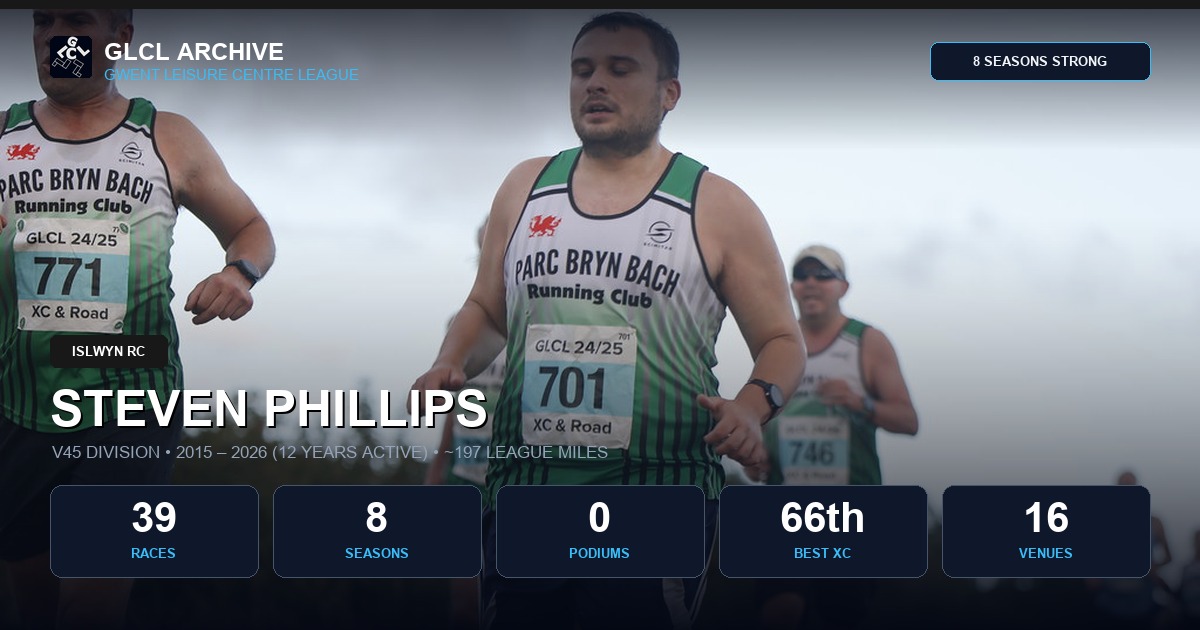 GLCL ARCHIVE
GWENT LEISURE CENTRE LEAGUE
8 SEASONS STRONG
PARC BRYN BACH
Running Club
GLCL 24/25
771
XC & Road
SCIMITAR
PARC BRYN BACH
Running Club
701
GLCL 24/25
701
XC & Road
746
ISLWYN RC
STEVEN PHILLIPS
V45 DIVISION • 2015 – 2026 (12 YEARS ACTIVE) • ~197 LEAGUE MILES
39
RACES
8
SEASONS
0
PODIUMS
66th
BEST XC
16
VENUES